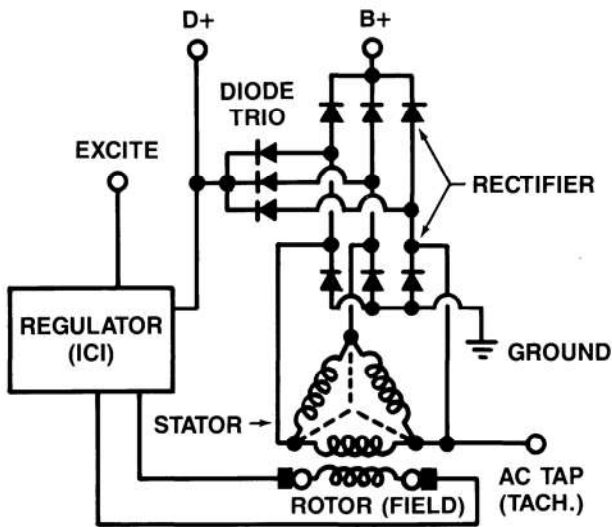 D+
B+
DIODE
TRIO
EXCITE
RECTIFIER
REGULATOR
(ICI)
GROUND
STATOR
AC TAP
(TACH.)
ROTOR (FIELD)